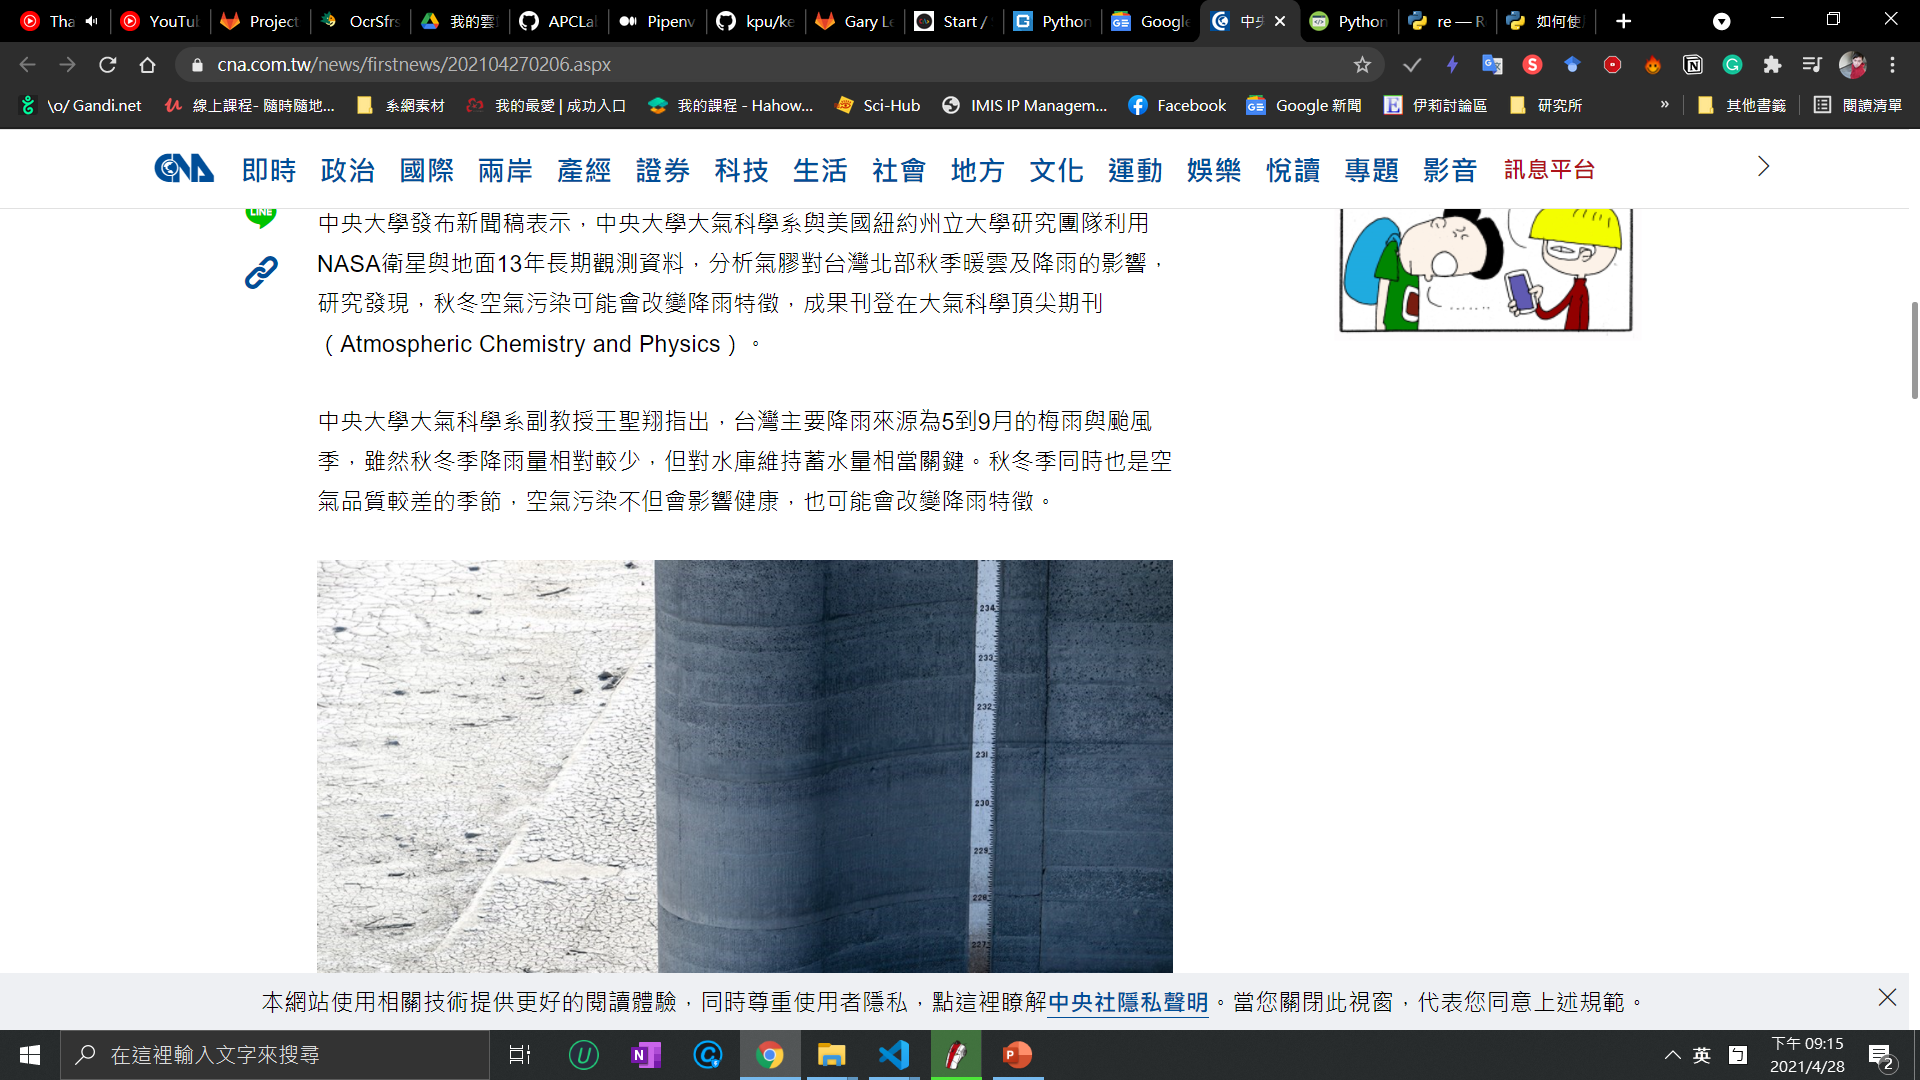 Tha
YouTub
Project
OcrSfrs
我的雲
APCLal
Pipenv
kpu/ke
Gary Le
Start /
Python
Google
中央
Python
re — R
如何使
cna.com.tw/news/firstnews/202104270206.aspx
\o/ Gandi.net
線上課程- 隨時隨地...
系網素材
我的最愛 | 成功入口
我的課程 - Hahow...
Sci-Hub
IMIS IP Managem...
Facebook
Google 新聞
伊莉討論區
研究所
»
其他書籤
閱讀清單
CNA
即時 政治 國際 兩岸 產經 證券 科技 生活 社會 地方 文化 運動 娛樂 悅讀 專題 影音 訊息平台
LINE
中央大學發布新聞稿表示，中央大學大氣科學系與美國紐約州立大學研究團隊利用
NASA衛星與地面13年長期觀測資料，分析氣膠對台灣北部秋季暖雲及降雨的影響，
研究發現，秋冬空氣污染可能會改變降雨特徵，成果刊登在大氣科學頂尖期刊
（Atmospheric Chemistry and Physics）。
中央大學大氣科學系副教授王聖翔指出，台灣主要降雨來源為5到9月的梅雨與颱風
季，雖然秋冬季降雨量相對較少，但對水庫維持蓄水量相當關鍵。秋冬季同時也是空
氣品質較差的季節，空氣污染不但會影響健康，也可能會改變降雨特徵。
234
233
232
231
230
229
228
227
本網站使用相關技術提供更好的閱讀體驗，同時尊重使用者隱私，點這裡瞭解中央社隱私聲明。當您關閉此視窗，代表您同意上述規範。
在這裡輸入文字來搜尋
英
下午 09:15
2021/4/28
2